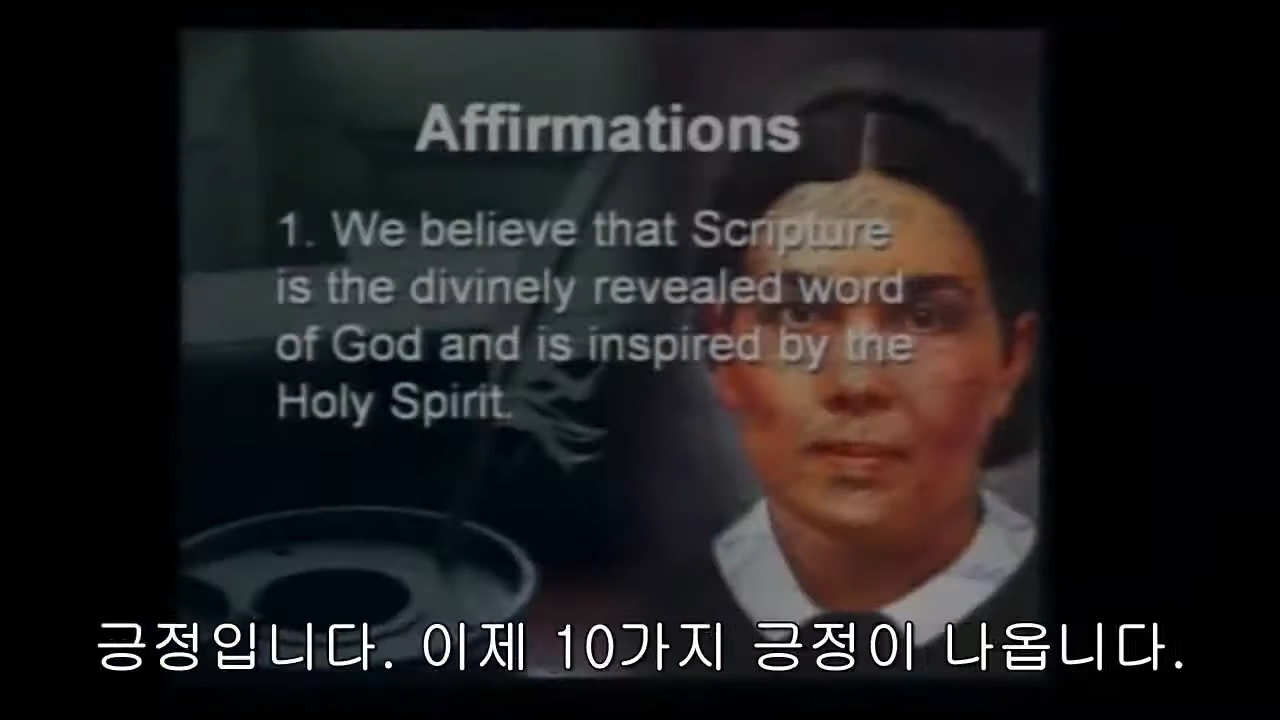 Affirmations
1. We believe that Scripture
is the divinely revealed word
of God and is inspired by the
Holy Spirit.
긍정입니다. 이제 10가지 긍정이 나옵니다.